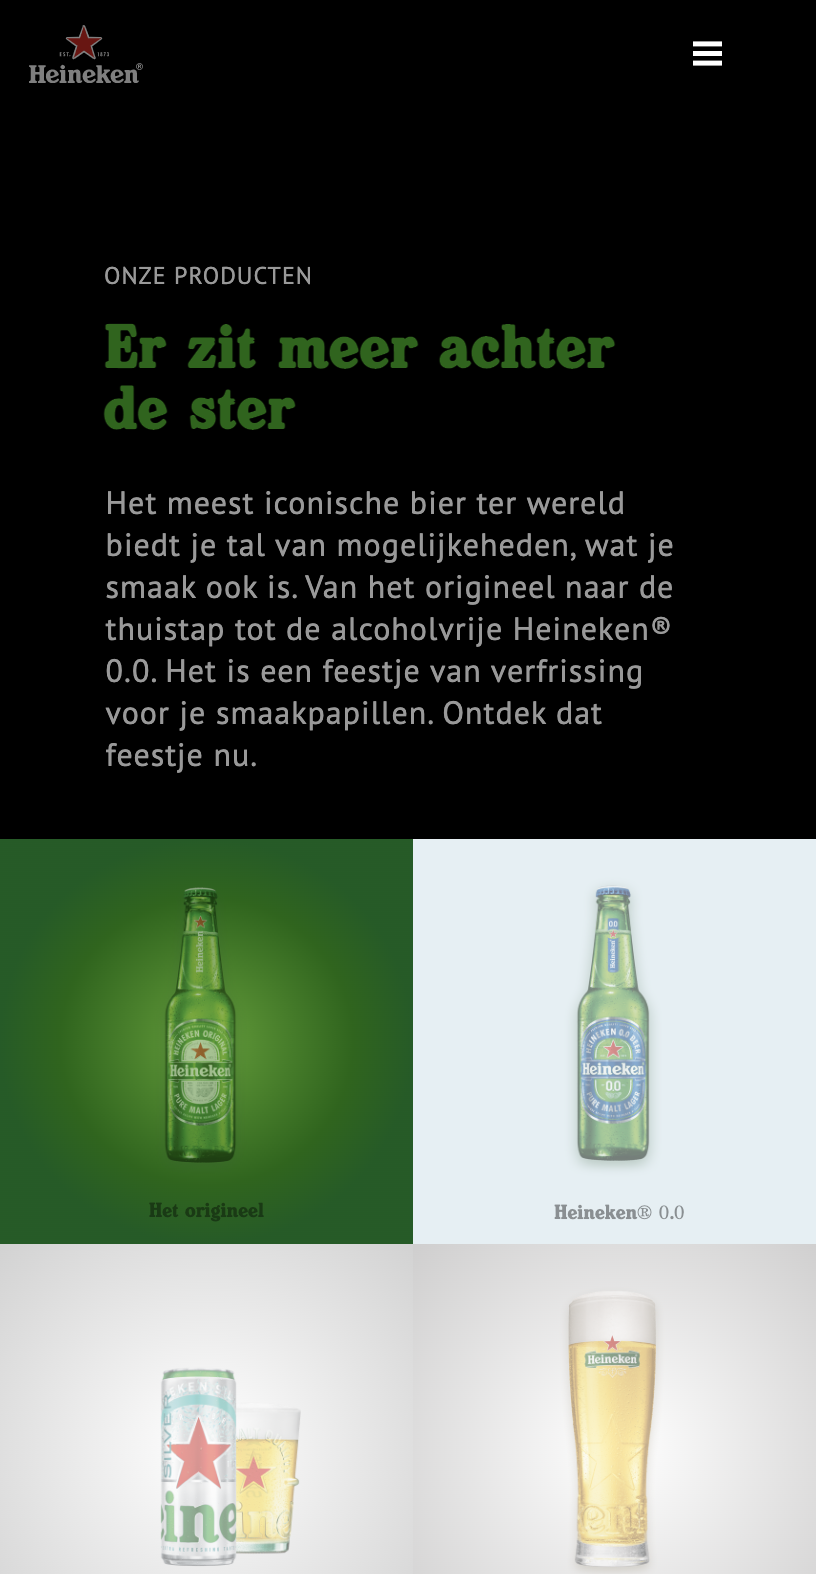 EST. 1873
Heineken®
ONZE PRODUCTEN
Er zit meer achter
de ster
Het meest iconische bier ter wereld
biedt je tal van mogelijkeheden, wat je
smaak ook is. Van het origineel naar de
thuistap tot de alcoholvrije Heineken®
0.0. Het is een feestje van verfrissing
voor je smaakpapillen. Ontdek dat
feestje nu.
Heineken
HEINEKEN ORIGINAL
Heineken
PURE MALT LAGER
Het origineel
0.0
Heineken
HEINEKEN 0.0 BEER
Heineken
0.0
PURE MALT LAGER
Heineken® 0.0
SILVER
eine
ine
Heineken